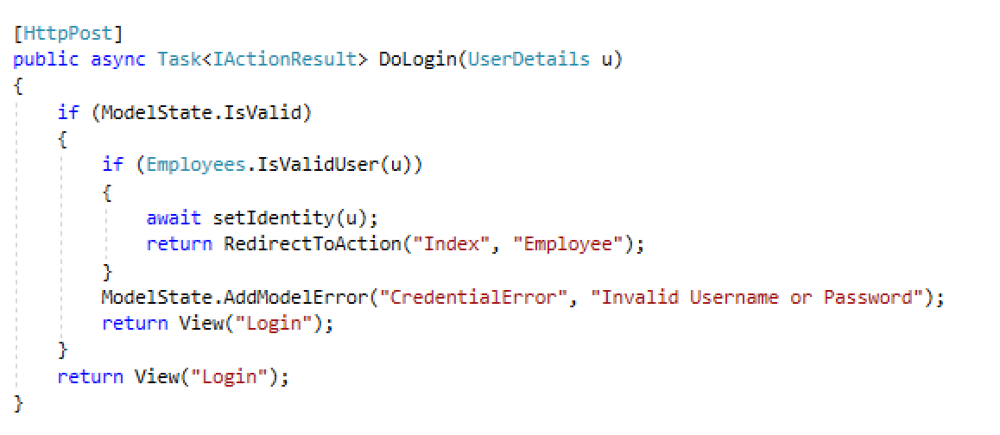 [HttpPost]
public async Task<IActionResult> DoLogin(UserDetails u)
{
    if (ModelState.IsValid)
    {
        if (Employees.IsValidUser(u))
        {
            await setIdentity(u);
            return RedirectToAction("Index", "Employee");
        }
        ModelState.AddModelError("CredentialError", "Invalid Username or Password");
        return View("Login");
    }
    return View("Login");
}